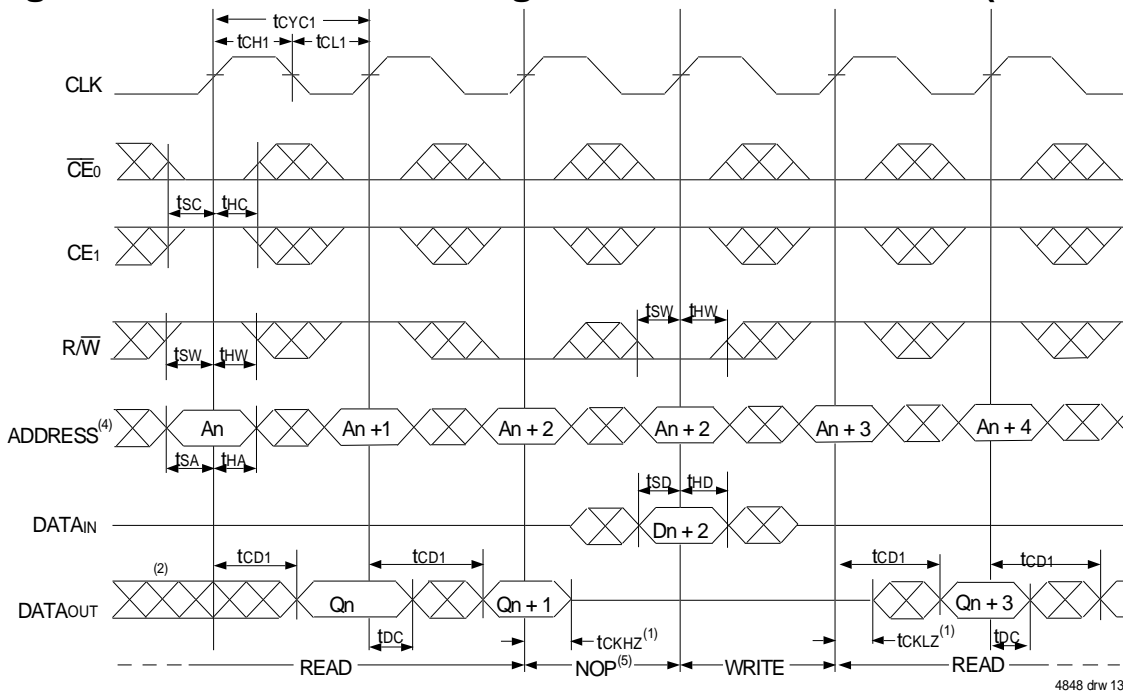 tCYC1
tCH1 tCL1
CLK
CE0
tSC tHC
CE1
tSW tHW
R/W
tSW tHW
ADDRESS(4) An An +1 An + 2 An + 2 An + 3 An + 4
tSA tHA
tSD tHD
DATAIN Dn + 2
tCD1 tCD1 tCD1 tCD1
(2)
DATAOUT Qn Qn + 1 Qn + 3
tDC tCKHZ(1) tCKLZ(1) tDC
READ NOP(5) WRITE READ
4848 drw 13